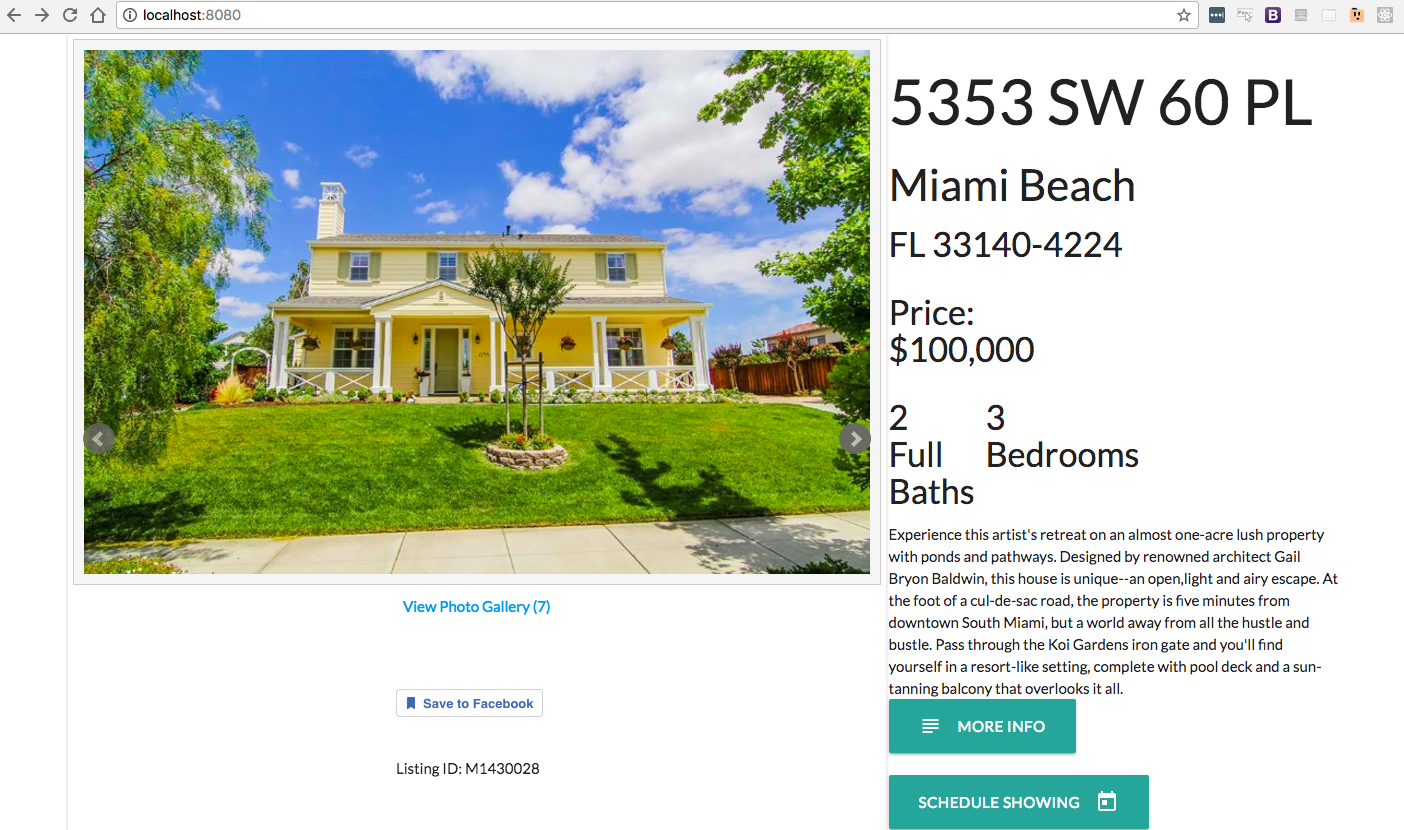 localhost:8080
5353 SW 60 PL
Miami Beach
FL 33140-4224
Price:
$100,000
2
Full
Baths
3
Bedrooms
Experience this artist's retreat on an almost one-acre lush property
with ponds and pathways. Designed by renowned architect Gail
Bryon Baldwin, this house is unique--an open,light and airy escape. At
the foot of a cul-de-sac road, the property is five minutes from
downtown South Miami, but a world away from all the hustle and
bustle. Pass through the Koi Gardens iron gate and you'll find
yourself in a resort-like setting, complete with pool deck and a sun-
tanning balcony that overlooks it all.
MORE INFO
SCHEDULE SHOWING
View Photo Gallery (7)
Save to Facebook
Listing ID: M1430028